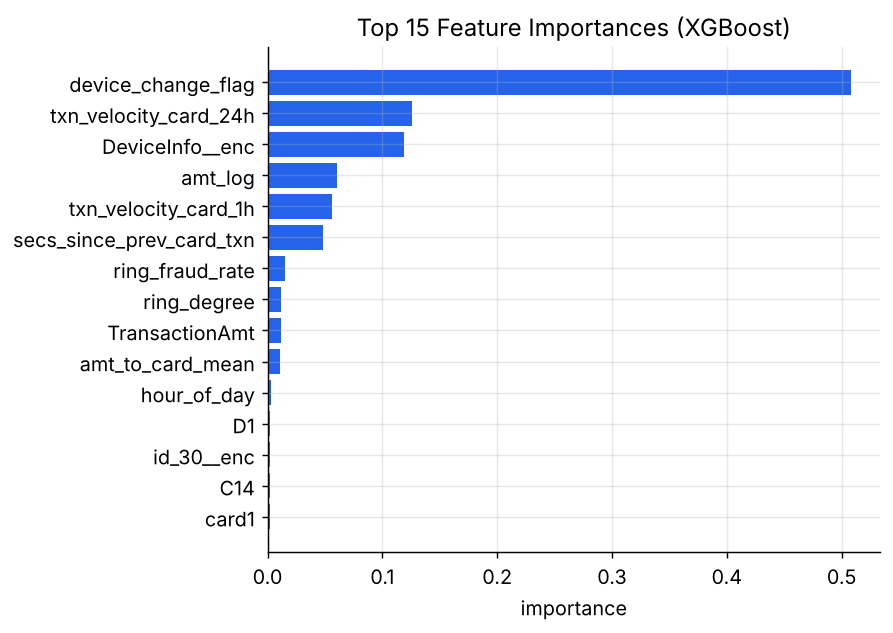 Top 15 Feature Importances (XGBoost)
device_change_flag
txn_velocity_card_24h
DeviceInfo__enc
amt_log
txn_velocity_card_1h
secs_since_prev_card_txn
ring_fraud_rate
ring_degree
TransactionAmt
amt_to_card_mean
hour_of_day
D1
id_30__enc
C14
card1
0.0 0.1 0.2 0.3 0.4 0.5
importance